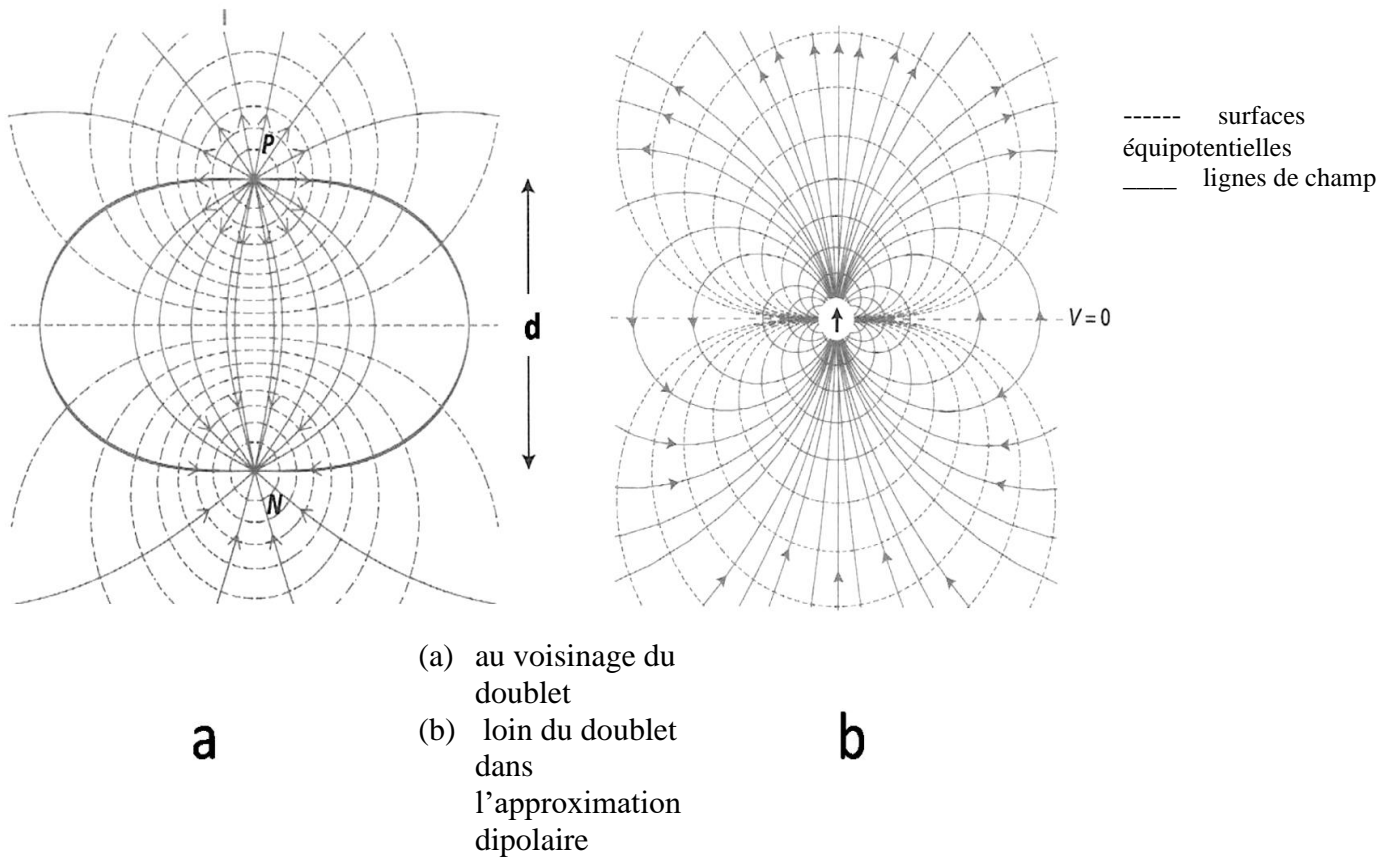 P
d
N
V = 0
------ surfaces
équipotentielles
____ lignes de champ
(a) au voisinage du
doublet
(b) loin du doublet
dans
l’approximation
dipolaire
a
b